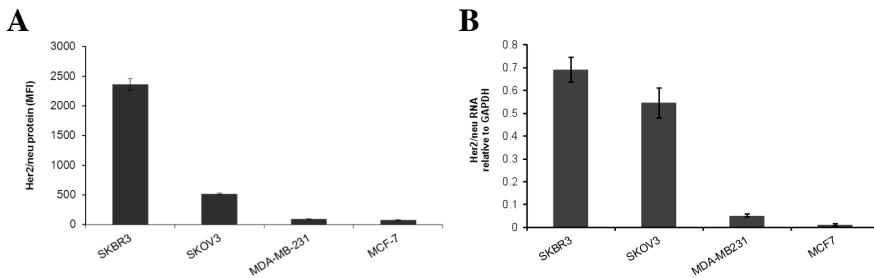 A
Her2/neu protein (MFI)
3000
2500
2000
1500
1000
500
0
SKBR3
SKOV3
MDA-MB-231
MCF-7
B
Her2/neu RNA
relative to GAPDH
0.8
0.7
0.6
0.5
0.4
0.3
0.2
0.1
0
SKBR3
SKOV3
MDA-MB231
MCF7